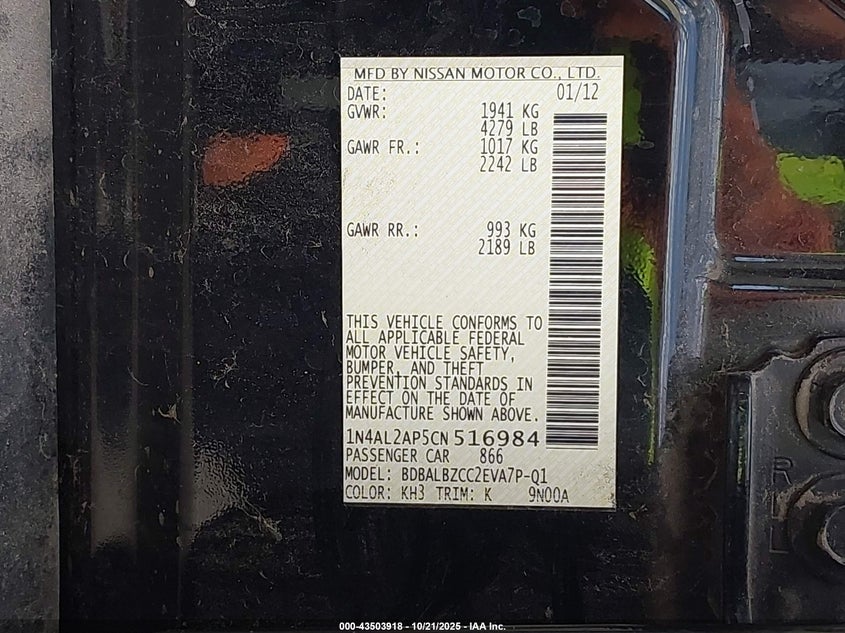 MFD BY NISSAN MOTOR CO., LTD.
DATE: 01/12
GVWR: 1941 KG
4279 LB
GAWR FR.: 1017 KG
2242 LB
GAWR RR.: 993 KG
2189 LB
THIS VEHICLE CONFORMS TO
ALL APPLICABLE FEDERAL
MOTOR VEHICLE SAFETY,
BUMPER, AND THEFT
PREVENTION STANDARDS IN
EFFECT ON THE DATE OF
MANUFACTURE SHOWN ABOVE.
1N4AL2AP5CN516984
PASSENGER CAR 866
MODEL: BDBALBZCC2EVA7P-Q1
COLOR: KH3 TRIM: K 9N00A
R
L
000-43503918 - 10/21/2025 - IAA Inc.